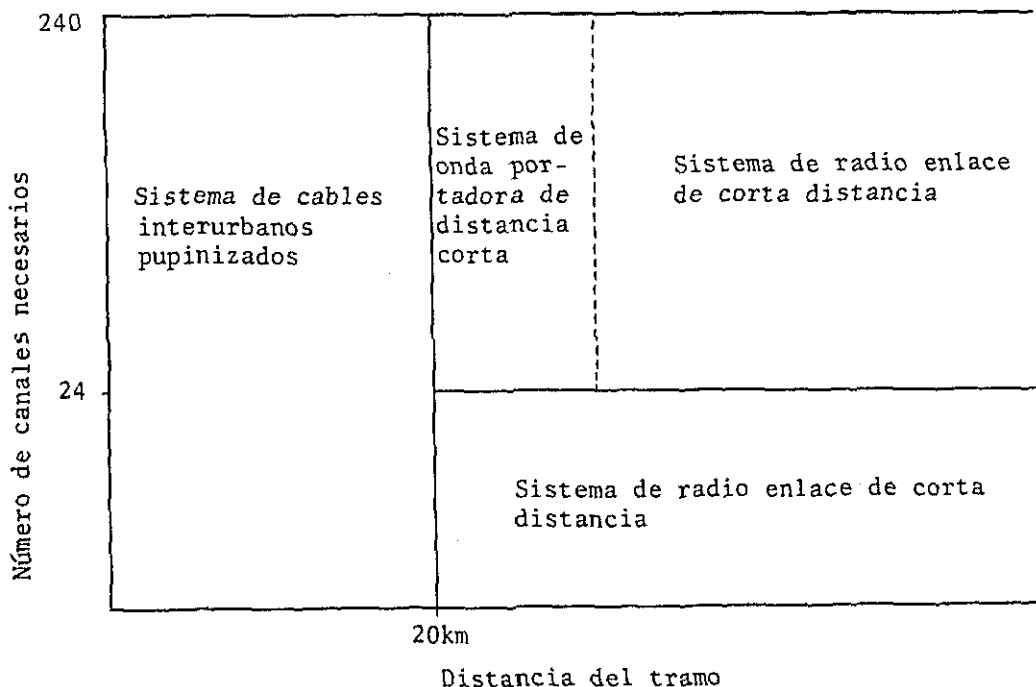 240
Sistema de
onda por-
tadora de
distancia
corta
Sistema de radio enlace
de corta distancia
Sistema de cables
interurbanos
pupinizados
Número de canales necesarios
24
Sistema de radio enlace de corta
distancia
20km
Distancia del tramo